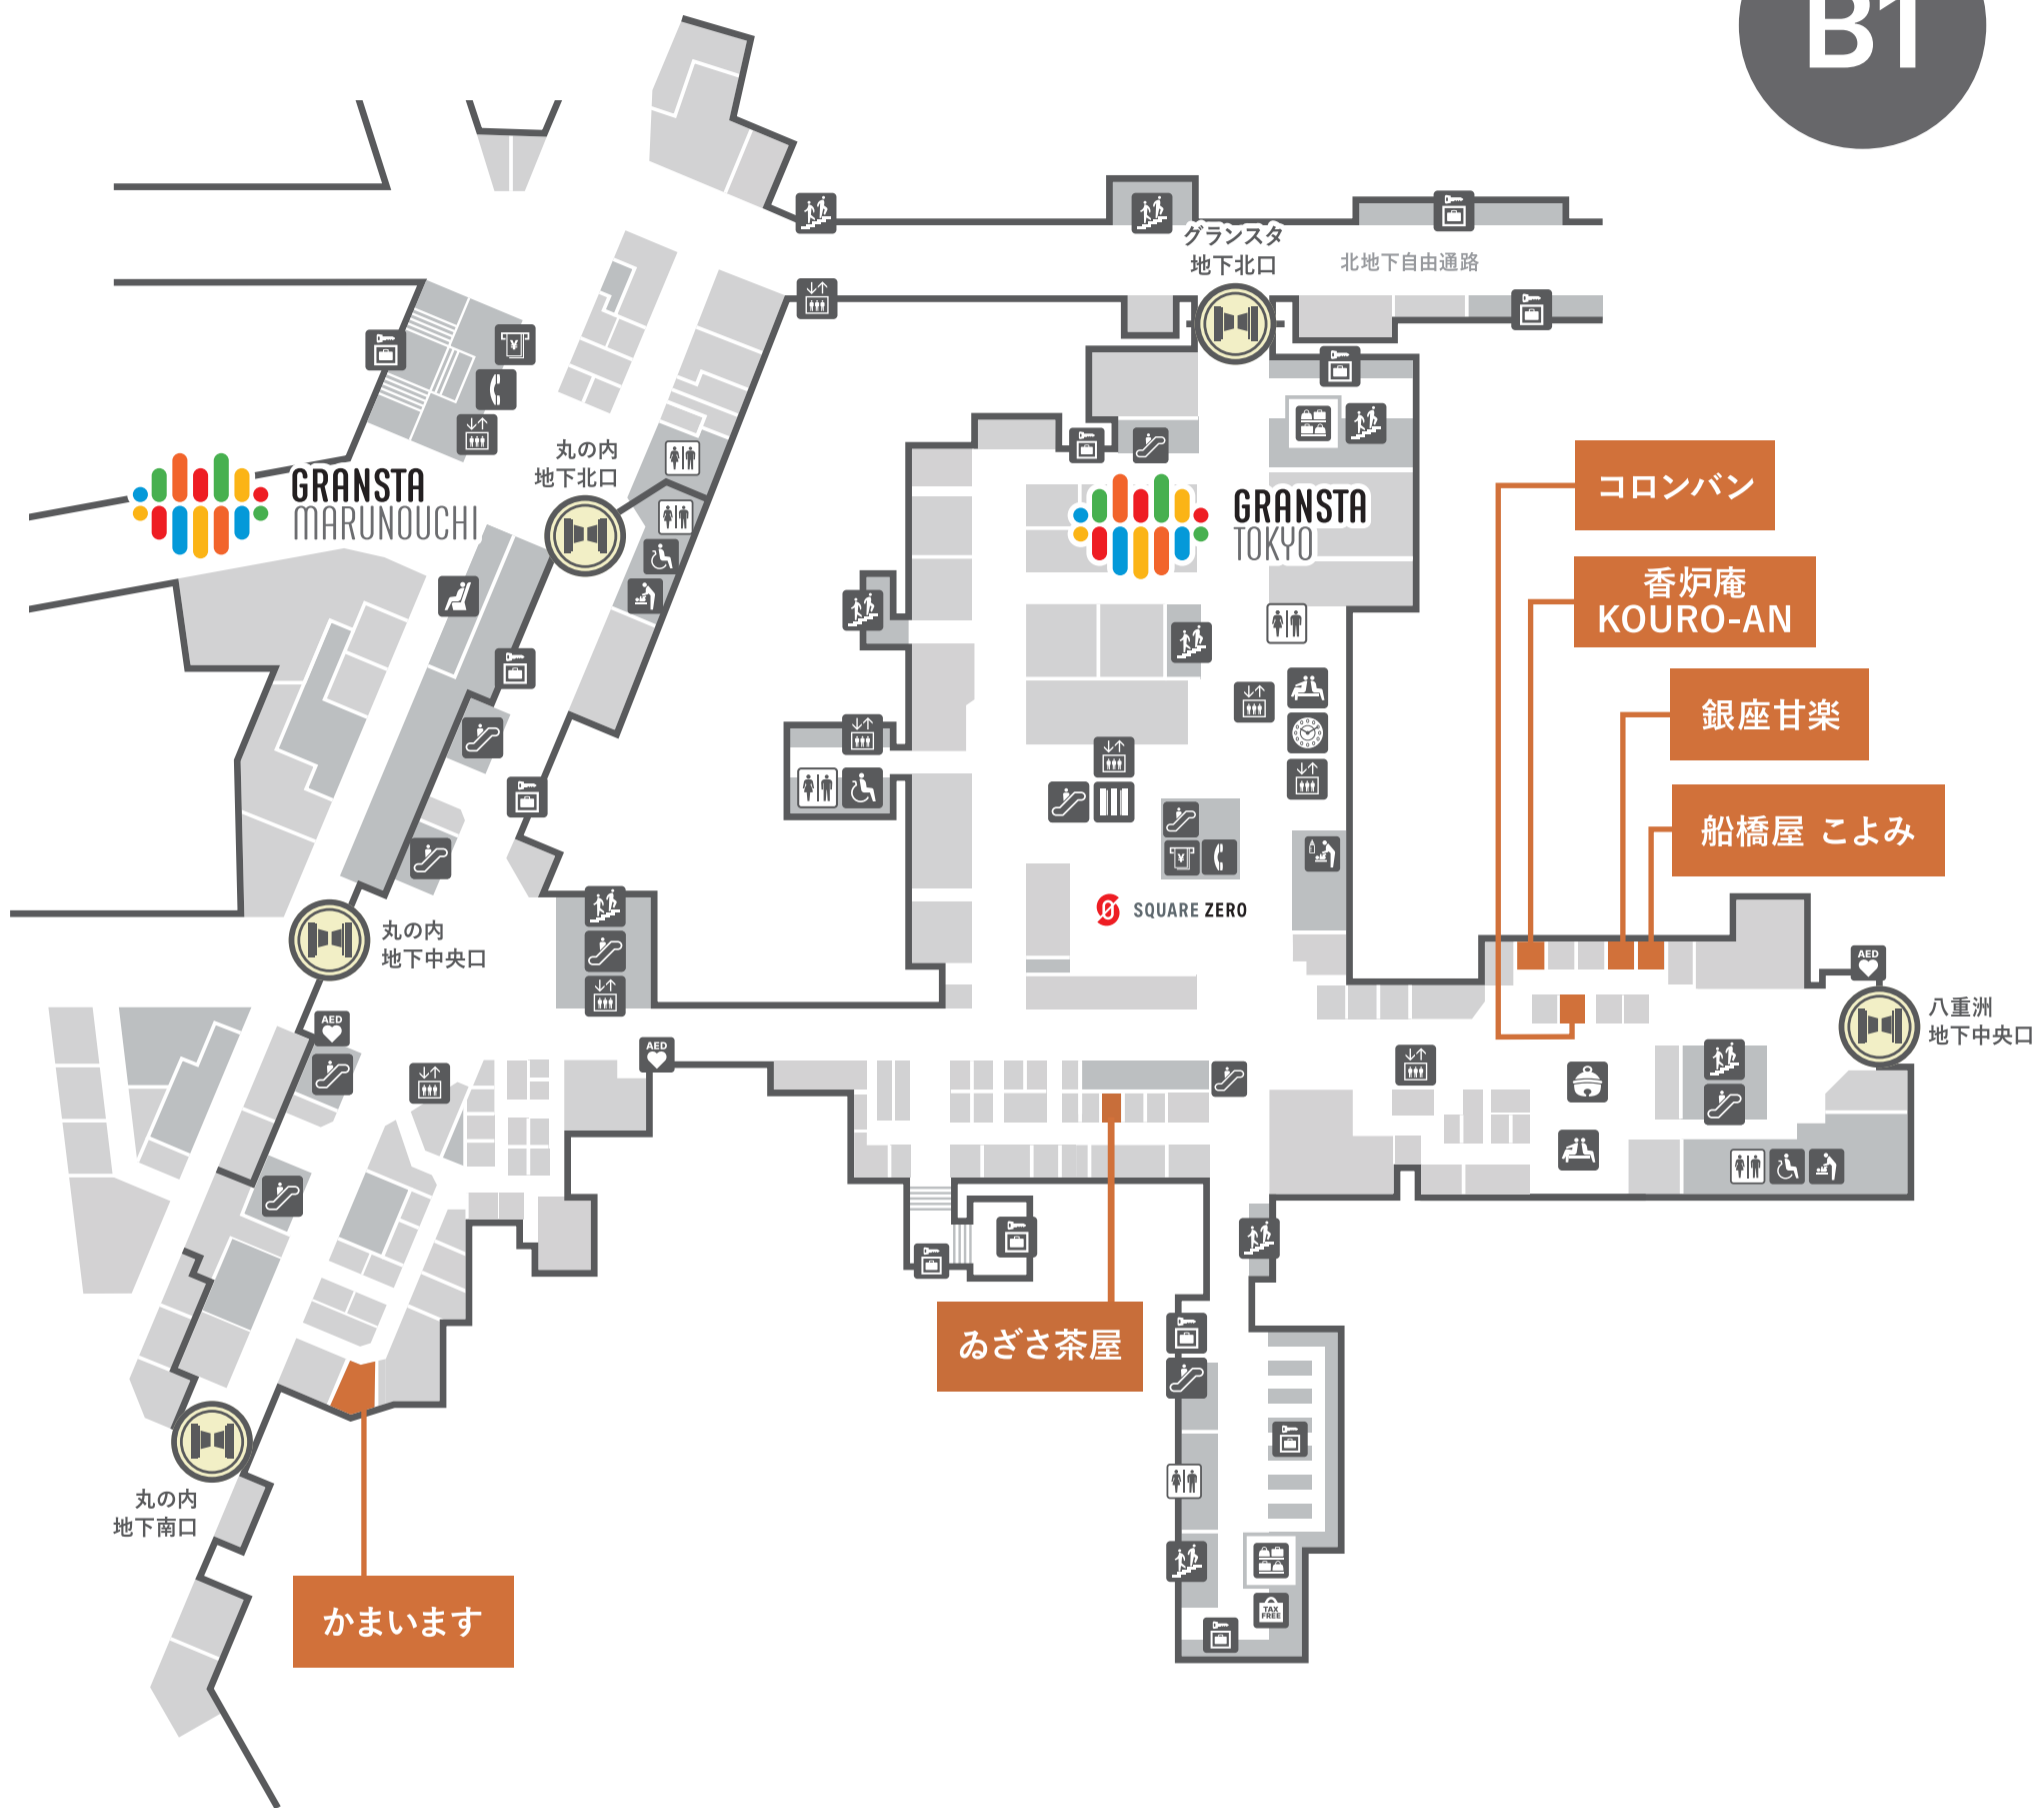 B1
グランスタ
地下北口
北地下自由通路
丸の内
地下北口
GRANSTA
MARUNOUCHI
GRANSTA
TOKYO
コロンバン
香炉庵
KOURO-AN
銀座甘楽
船橋屋 こよみ
SQUARE ZERO
丸の内
地下中央口
AED
八重洲
地下中央口
AED
AED
ゐざさ茶屋
丸の内
地下南口
かまいます
TAX
FREE